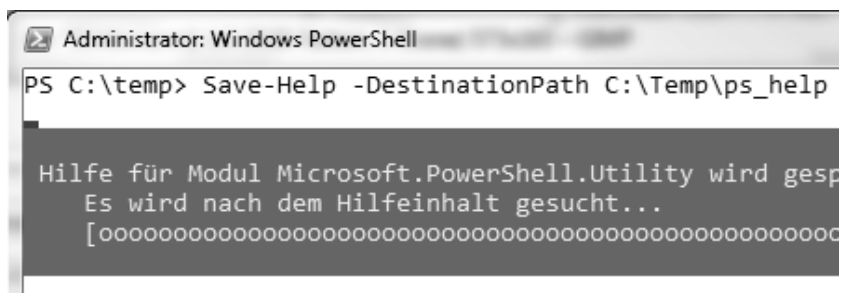 Administrator: Windows PowerShell
PS C:\temp> Save-Help -DestinationPath C:\Temp\ps_help
Hilfe für Modul Microsoft.PowerShell.Utility wird gesp
Es wird nach dem Hilfeinhalt gesucht...
[oooooooooooooooooooooooooooooooooooooooooooooooooo